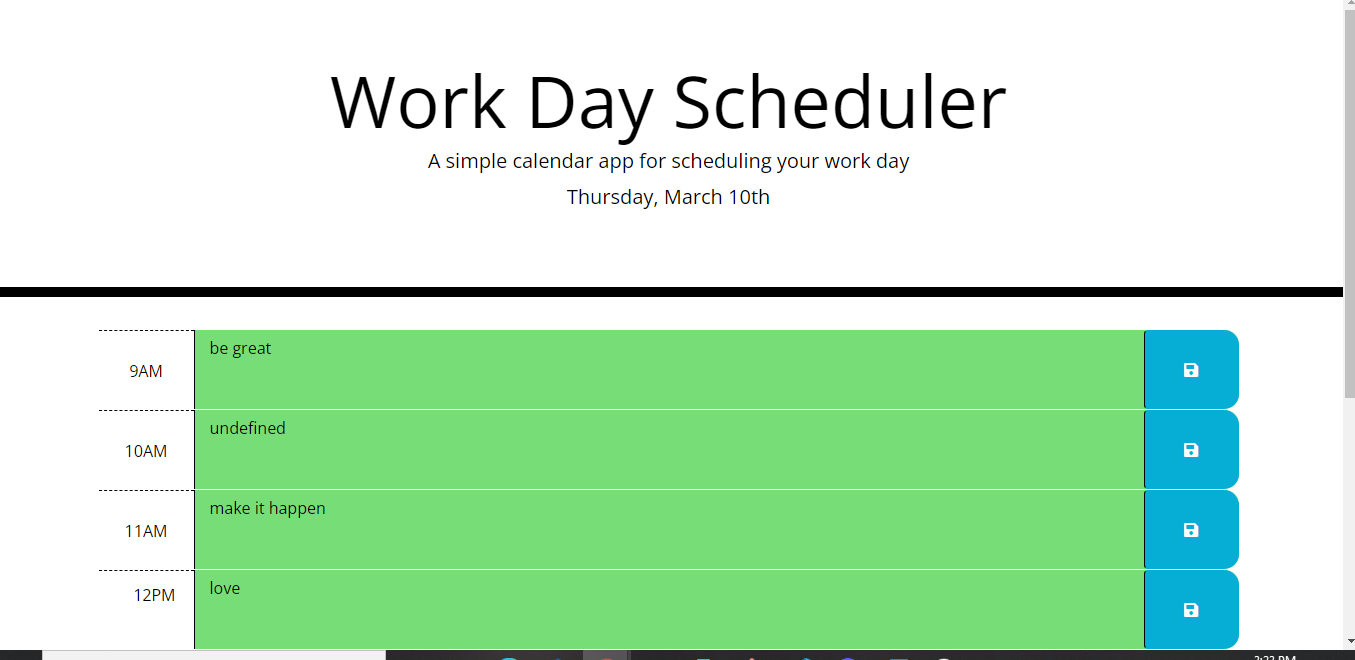 Work Day Scheduler
A simple calendar app for scheduling your work day
Thursday, March 10th
9AM
be great
10AM
undefined
11AM
make it happen
12PM
love